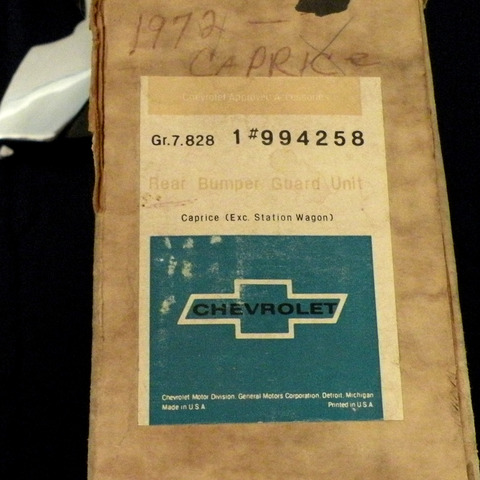 1972 —
CAPRICe
Chevrolet Approved Accessories
Gr.7.828 1 #994258
Rear Bumper Guard Unit
Caprice (Exc. Station Wagon)
CHEVROLET
Chevrolet Motor Division, General Motors Corporation, Detroit, Michigan
Made in U.S.A. Printed in U.S.A.